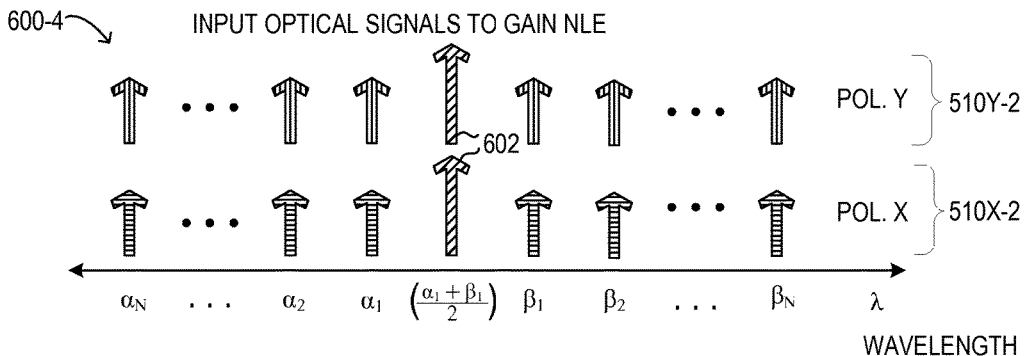 600-4
INPUT OPTICAL SIGNALS TO GAIN NLE
• • •
• • •
POL. Y
510Y-2
602
• • •
• • •
POL. X
510X-2
αN . . . α2 α1 (α1 + β1 / 2) β1 β2 . . . βN λ
WAVELENGTH